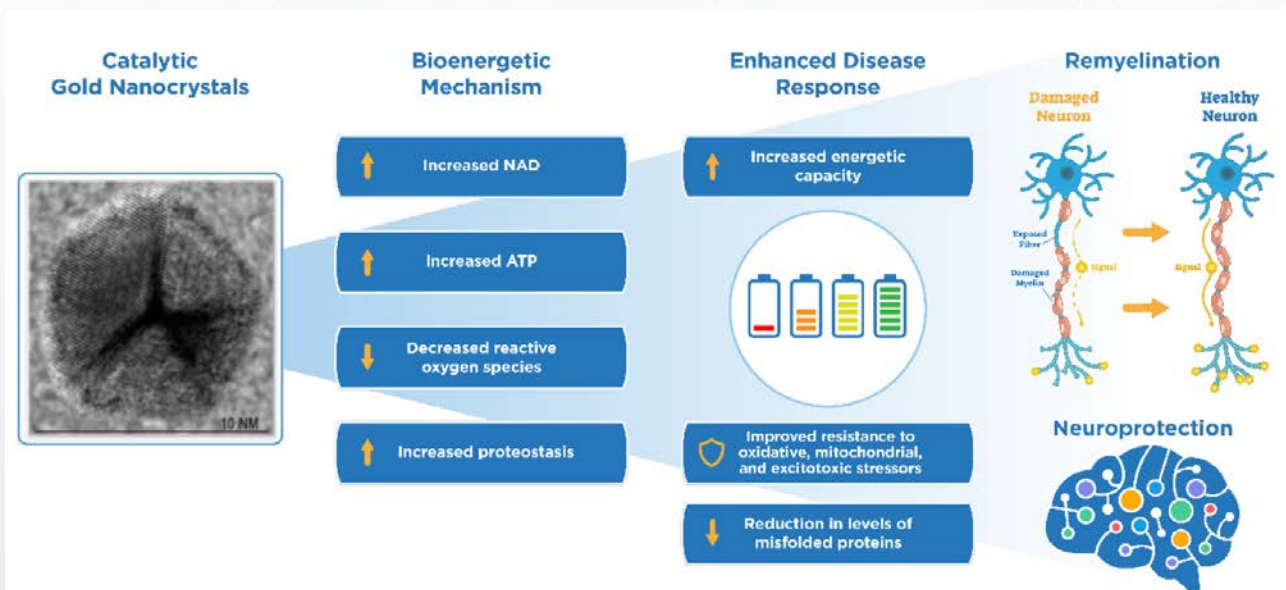 Catalytic
Gold Nanocrystals
10 NM
Bioenergetic
Mechanism
Increased NAD
Increased ATP
Decreased reactive
oxygen species
Increased proteostasis
Enhanced Disease
Response
Increased energetic
capacity
Improved resistance to
oxidative, mitochondrial,
and excitotoxic stressors
Reduction in levels of
misfolded proteins
Remyelination
Damaged
Neuron
Healthy
Neuron
Exposed
Fiber
Damaged
Myelin
Signal
Signal
Neuroprotection